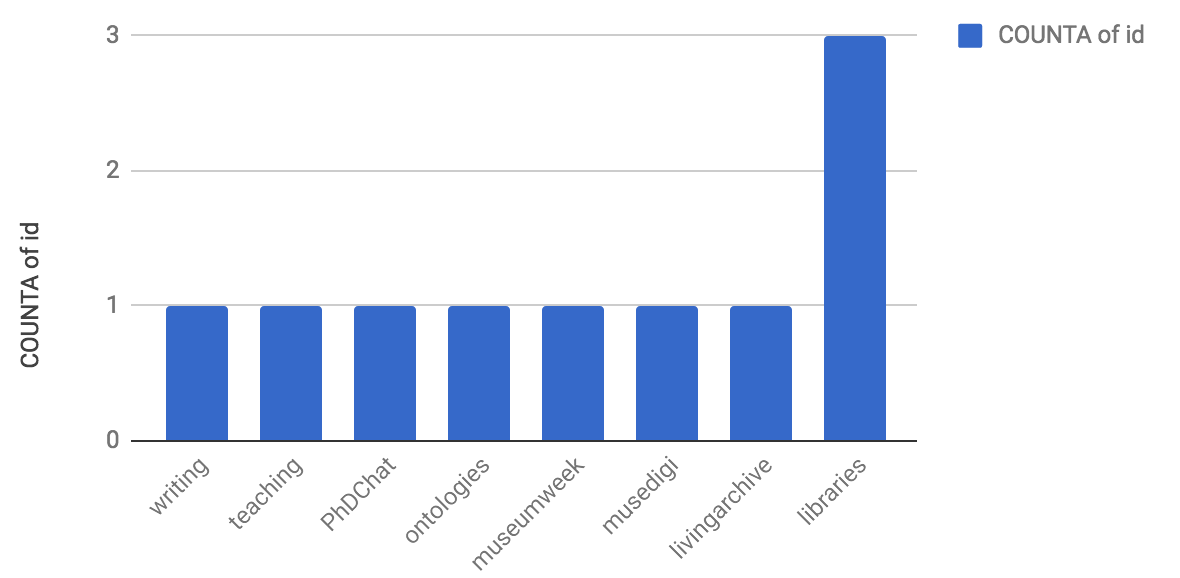 COUNTA of id
3
2
1
0
COUNTA of id
writing
teaching
PhDChat
ontologies
museumweek
musedigi
livingarchive
libraries